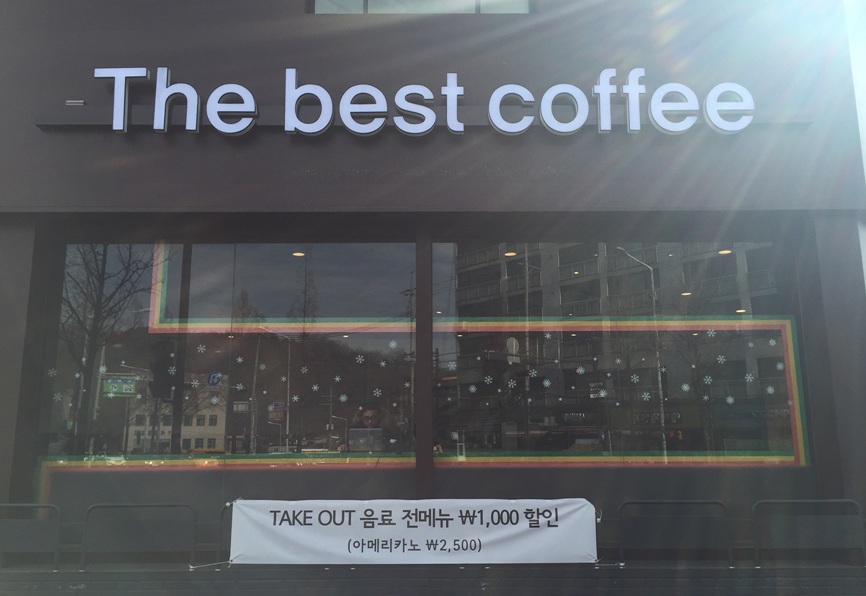 The best coffee
TAKE OUT 음료 전메뉴 ₩1,000 할인
(아메리카노 ₩2,500)